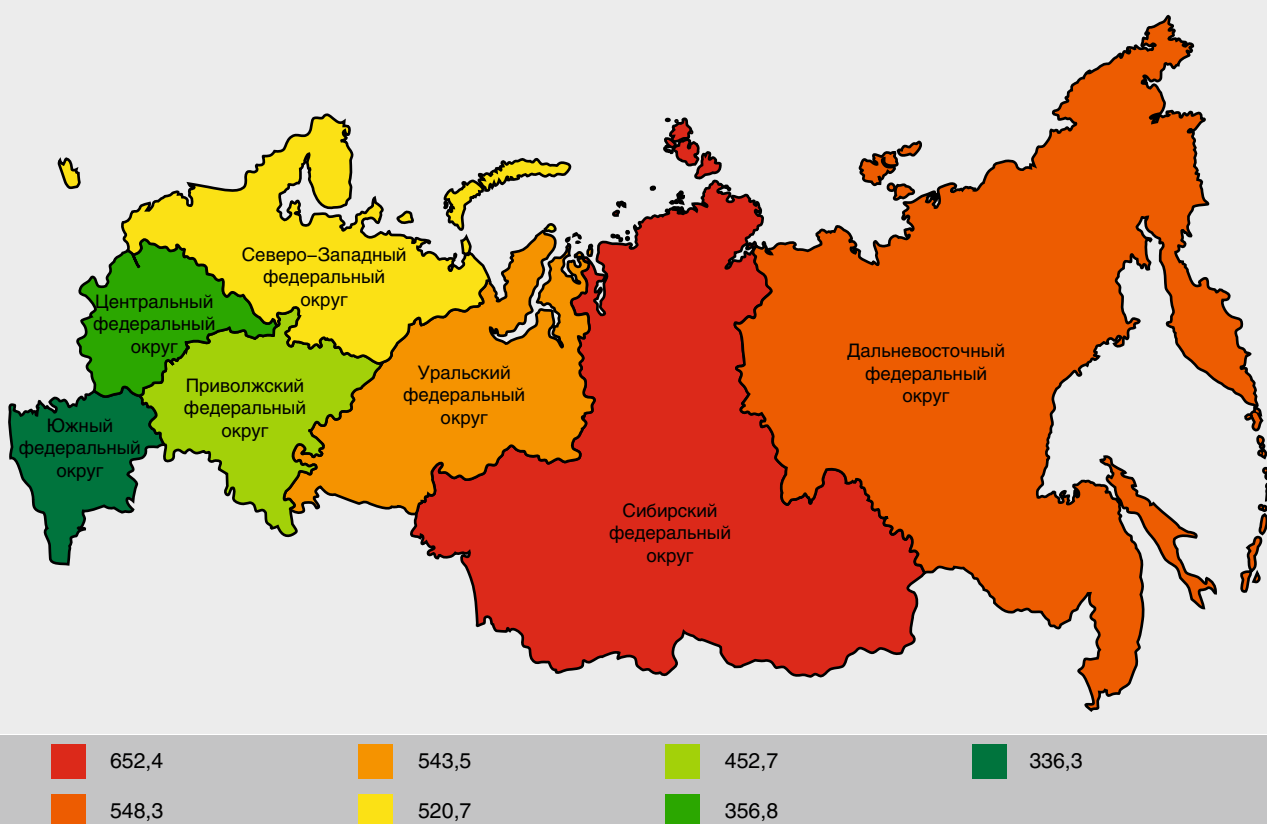 Северо–Западный
федеральный
округ
Центральный
федеральный
округ
Приволжский
федеральный
округ
Южный
федеральный
округ
Уральский
федеральный
округ
Сибирский
федеральный
округ
Дальневосточный
федеральный
округ
652,4
543,5
452,7
336,3
548,3
520,7
356,8